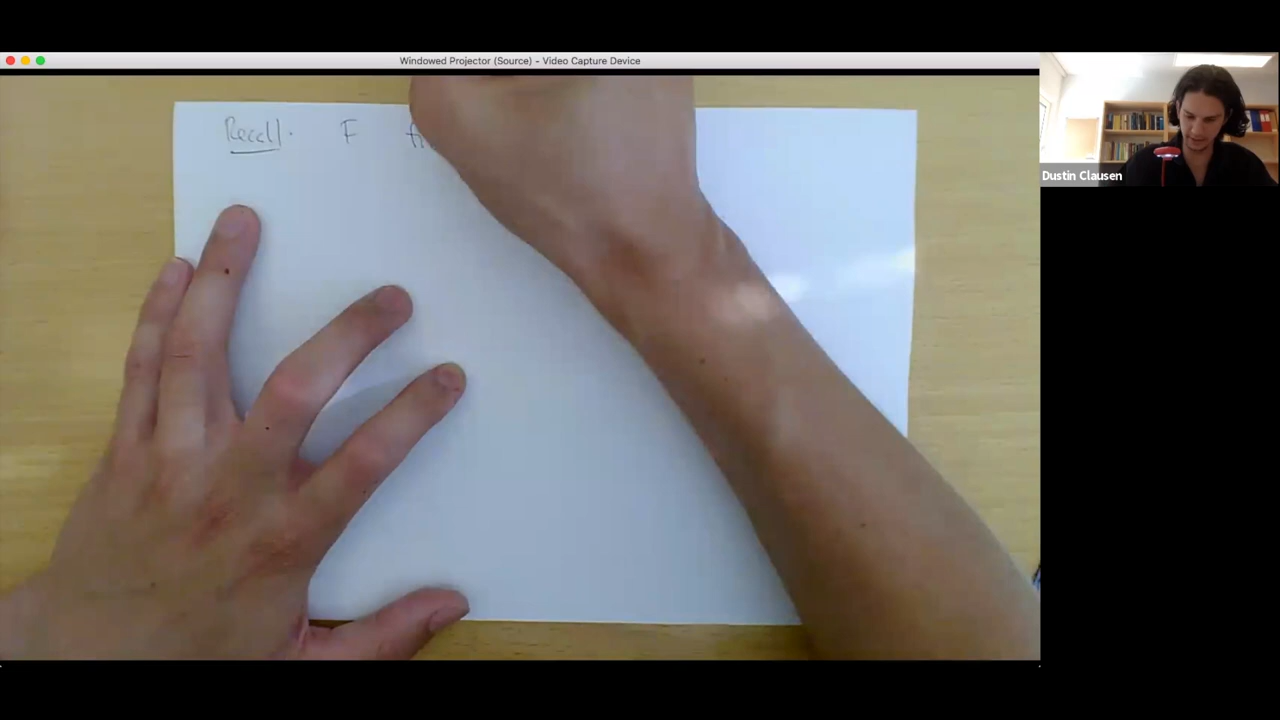 Windowed Projector (Source) - Video Capture Device
Recall. F
Dustin Clausen